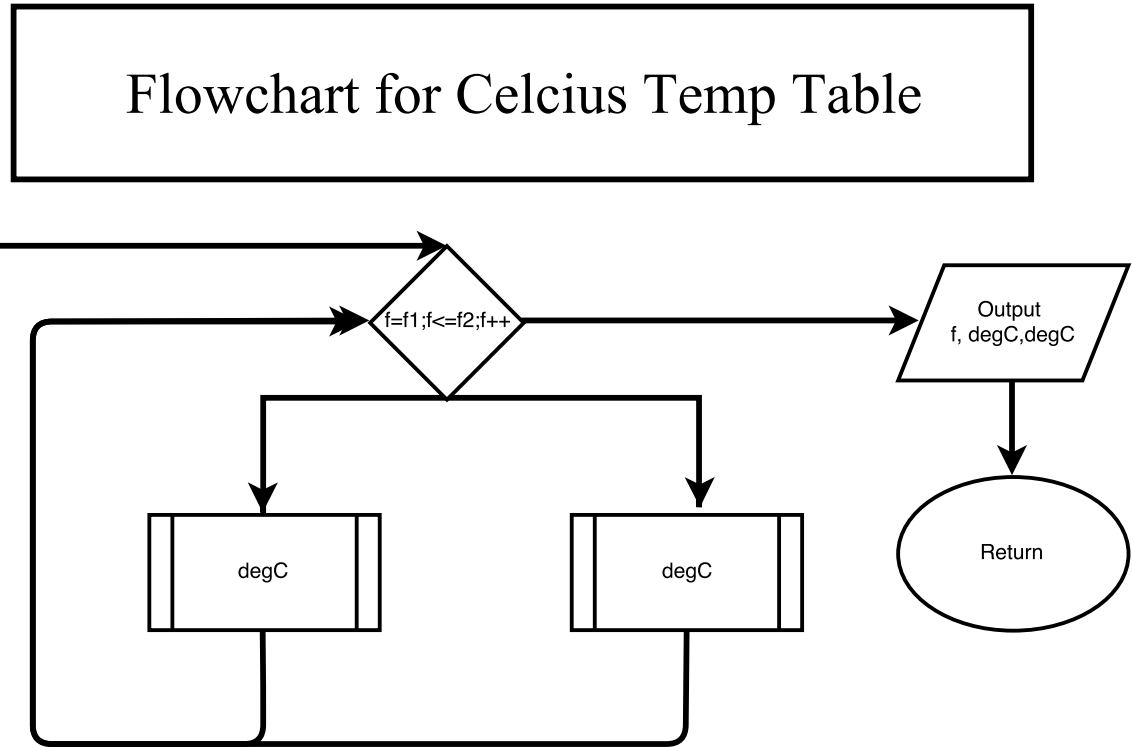 Flowchart for Celcius Temp Table
f=f1;f<=f2;f++
Output
f, degC,degC
degC
degC
Return